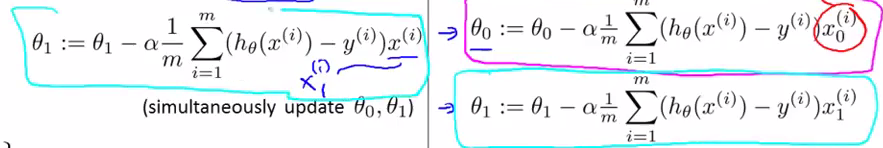 θ₁ := θ₁ − α 1/m ∑_{i=1}^{m} (h_θ(x^{(i)}) − y^{(i)})x^{(i)}
x₁^{(i)}
(simultaneously update θ₀, θ₁)
}
→ θ₀ := θ₀ − α 1/m ∑_{i=1}^{m} (h_θ(x^{(i)}) − y^{(i)})x₀^{(i)}
→ θ₁ := θ₁ − α 1/m ∑_{i=1}^{m} (h_θ(x^{(i)}) − y^{(i)})x₁^{(i)}